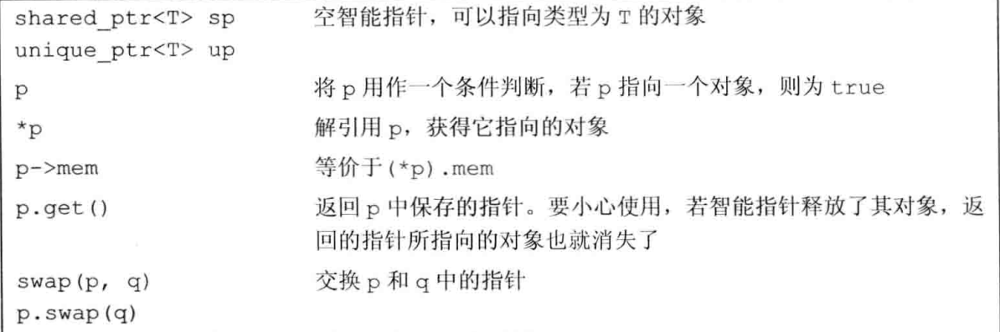 shared_ptr<T> sp 空智能指针，可以指向类型为 T 的对象
unique_ptr<T> up
p 将 p 用作一个条件判断，若 p 指向一个对象，则为 true
*p 解引用 p，获得它指向的对象
p->mem 等价于(*p).mem
p.get() 返回 p 中保存的指针。要小心使用，若智能指针释放了其对象，返
回的指针所指向的对象也就消失了
swap(p, q) 交换 p 和 q 中的指针
p.swap(q)